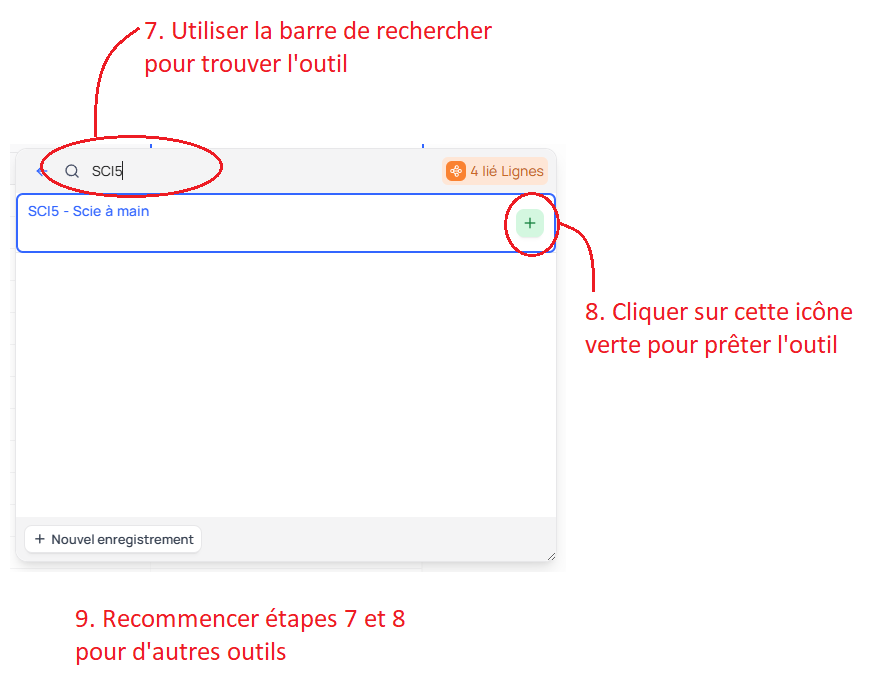 7. Utiliser la barre de rechercher
pour trouver l'outil
SCI5
4 lié Lignes
SCI5 - Scie à main
8. Cliquer sur cette icône
verte pour prêter l'outil
Nouvel enregistrement
9. Recommencer étapes 7 et 8
pour d'autres outils